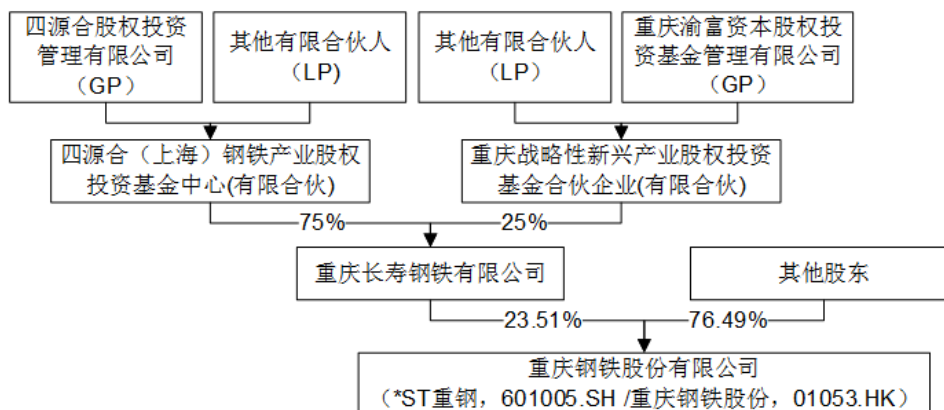 四源合股权投资
管理有限公司
（GP）
其他有限合伙人
（LP)
其他有限合伙人
（LP）
重庆渝富资本股权投
资基金管理有限公司
（GP）
四源合（上海）钢铁产业股权
投资基金中心(有限合伙)
重庆战略性新兴产业股权投资
基金合伙企业(有限合伙)
75%
25%
重庆长寿钢铁有限公司
其他股东
23.51%
76.49%
重庆钢铁股份有限公司
（*ST重钢，601005.SH /重庆钢铁股份，01053.HK）